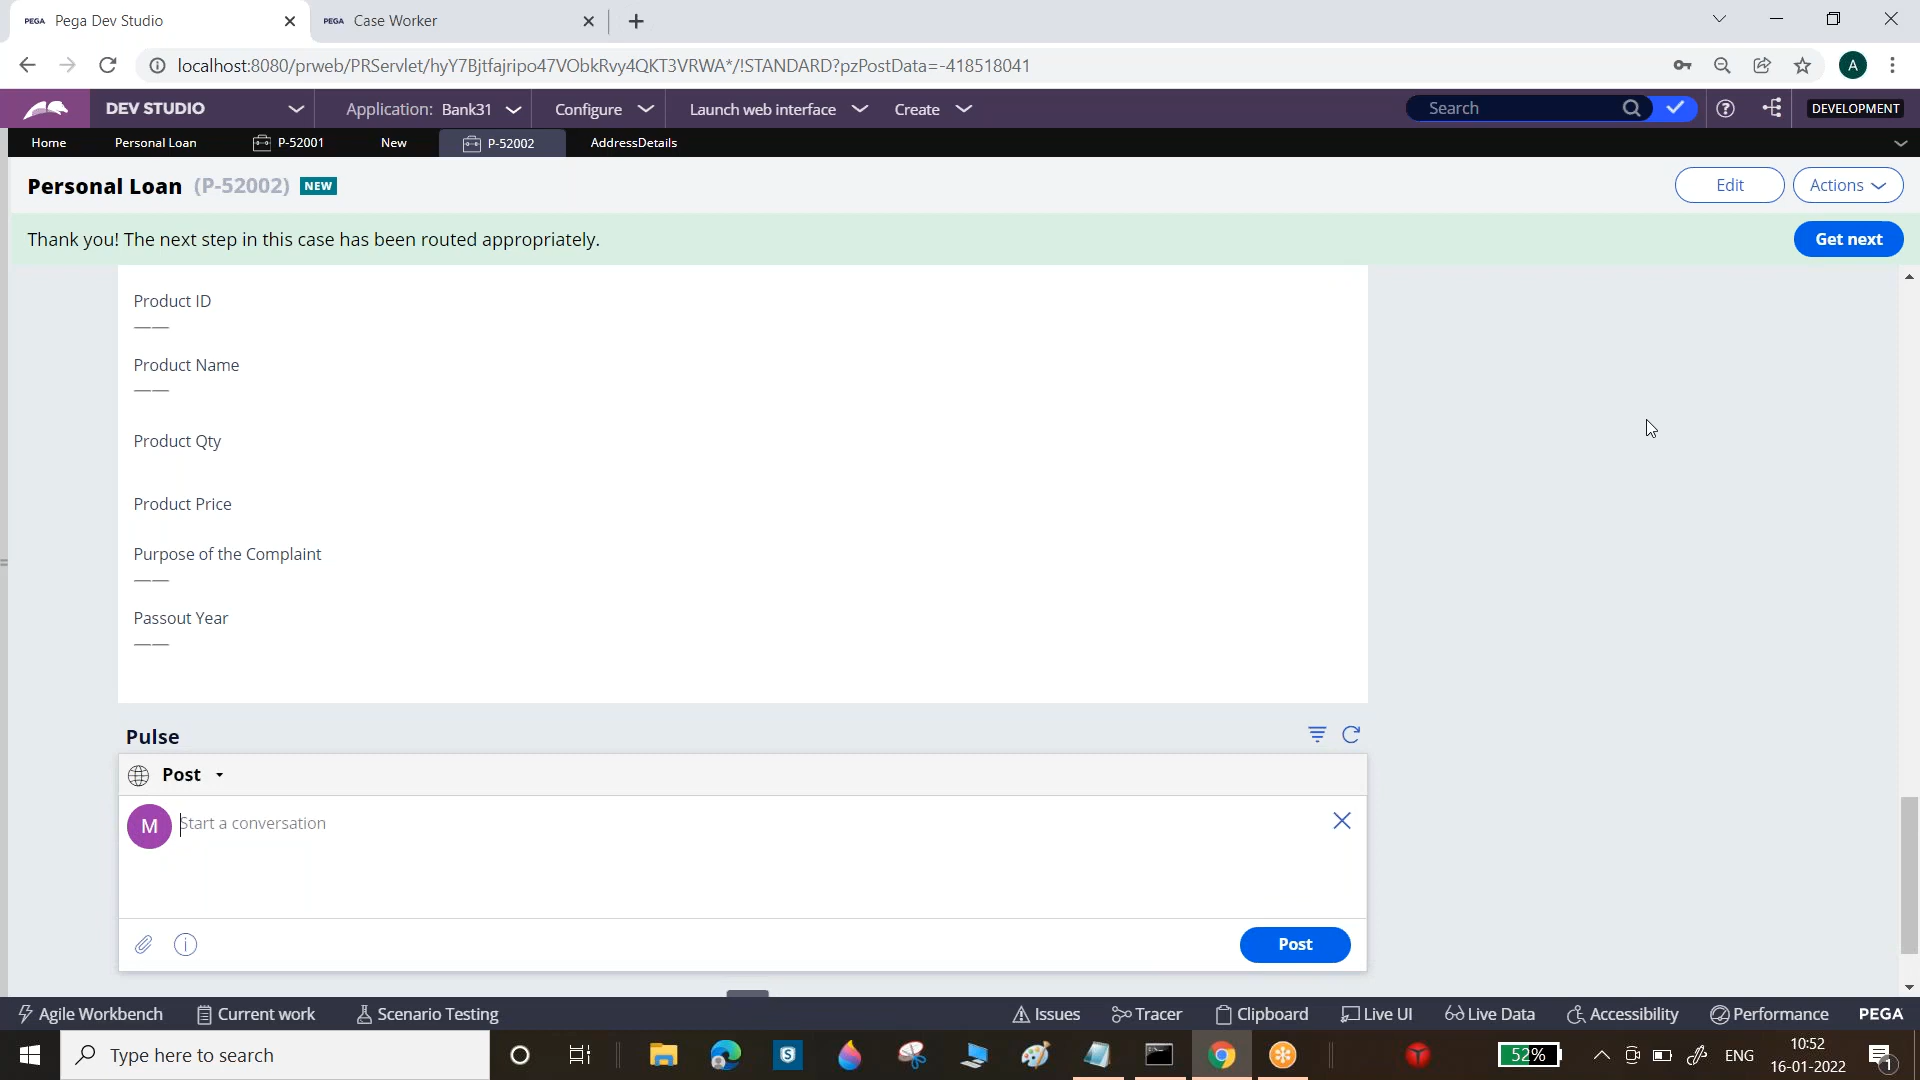 PEGA Pega Dev Studio
PEGA Case Worker
localhost:8080/prweb/PRServlet/hyY7Bjtfajripo47VObkRvy4QKT3VRWA*/!STANDARD?pzPostData=-418518041
A
DEV STUDIO
Application: Bank31
Configure
Launch web interface
Create
Search
DEVELOPMENT
Home
Personal Loan
P-52001
New
P-52002
AddressDetails
Personal Loan (P-52002) NEW
Edit
Actions
Thank you! The next step in this case has been routed appropriately.
Get next
Product ID
——
Product Name
——
Product Qty
Product Price
Purpose of the Complaint
——
Passout Year
——
Pulse
Post
M
Start a conversation
Post
Agile Workbench
Current work
Scenario Testing
Issues
Tracer
Clipboard
Live UI
Live Data
Accessibility
Performance
PEGA
Type here to search
52%
ENG
10:52
16-01-2022
1